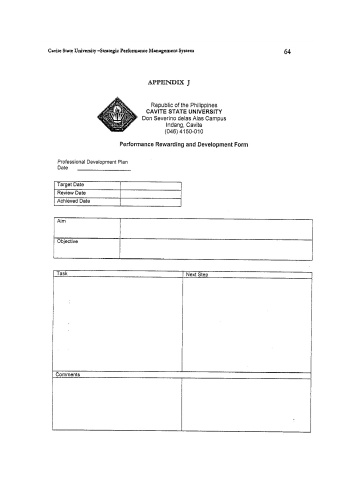 Cavite State University –Strategic Performance Management System 64
APPENDIX J
Republic of the Philippines
CAVITE STATE UNIVERSITY
Don Severino delas Alas Campus
Indang, Cavite
(046) 4150-010
Performance Rewarding and Development Form
Professional Development Plan
Date
Target Date
Review Date
Achieved Date
Aim
Objective
Task Next Step
Comments